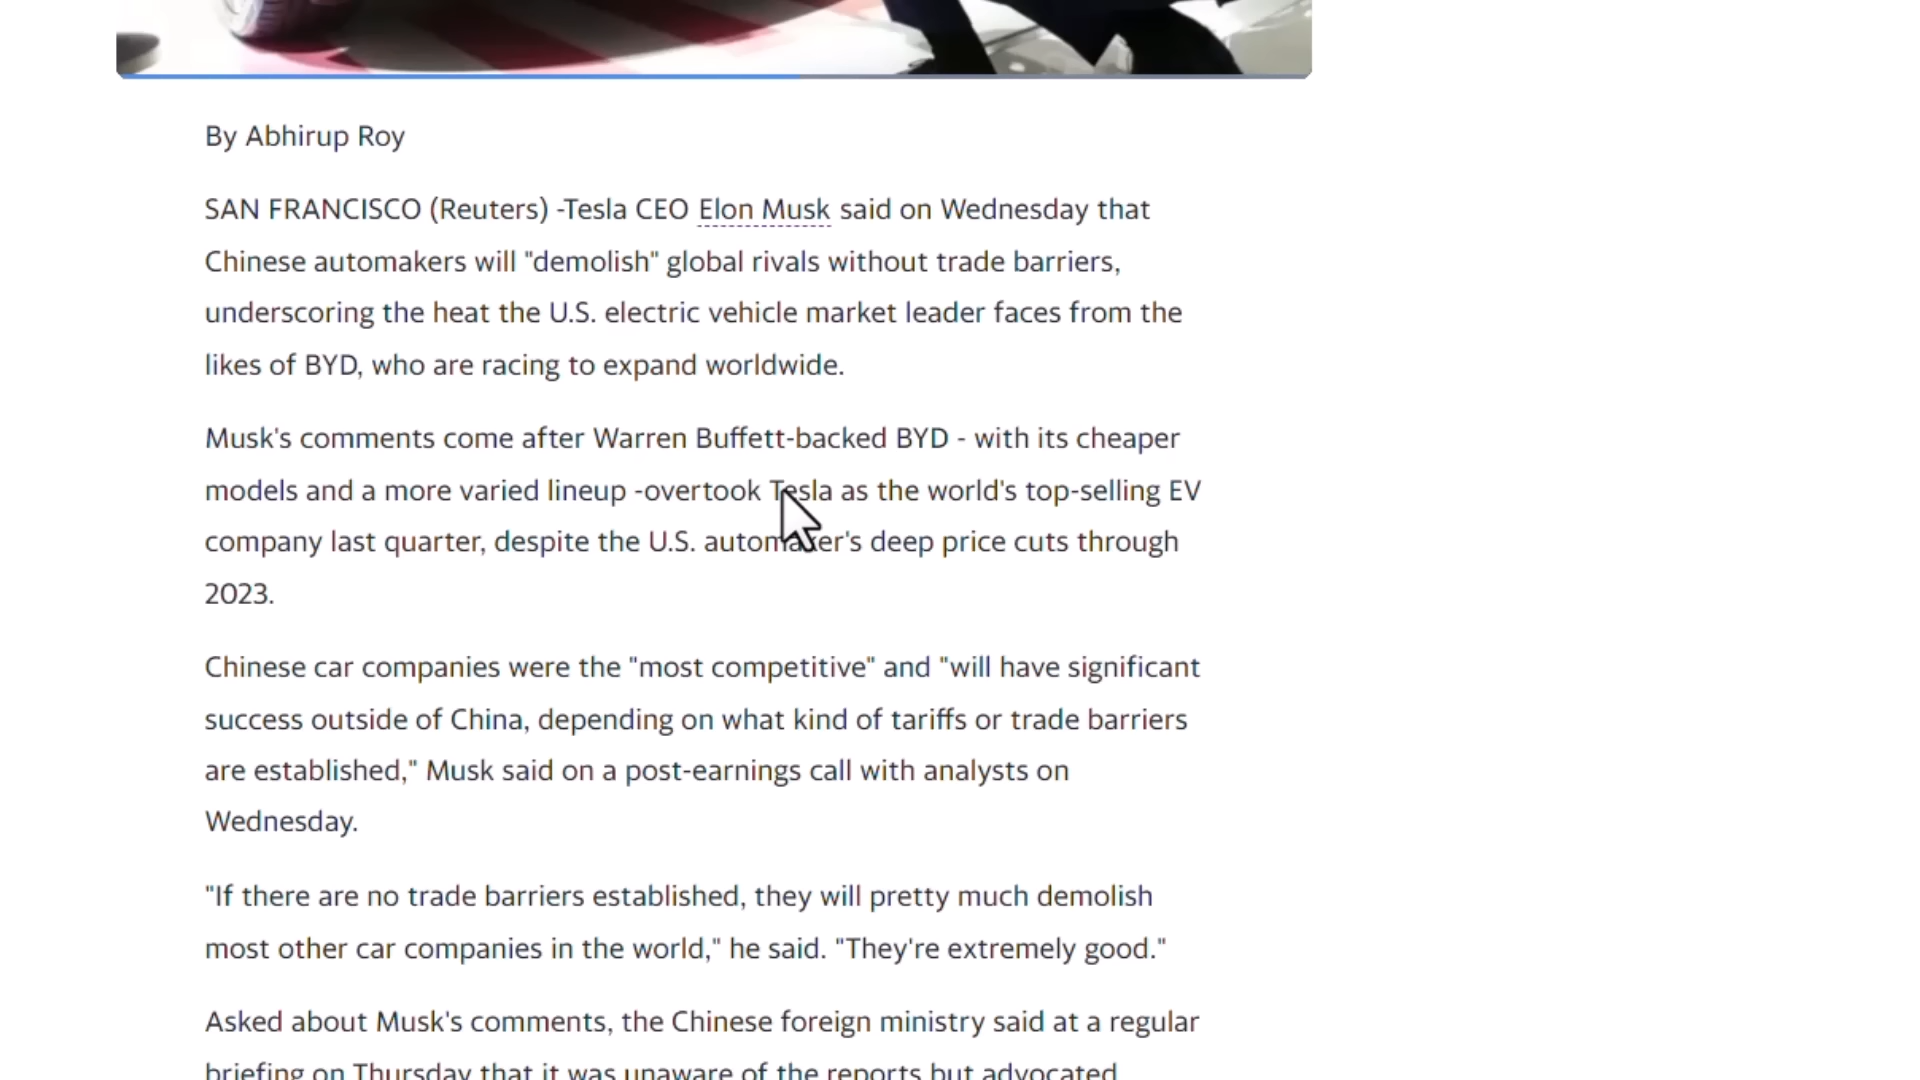 By Abhirup Roy
SAN FRANCISCO (Reuters) -Tesla CEO Elon Musk said on Wednesday that
Chinese automakers will "demolish" global rivals without trade barriers,
underscoring the heat the U.S. electric vehicle market leader faces from the
likes of BYD, who are racing to expand worldwide.
Musk's comments come after Warren Buffett-backed BYD - with its cheaper
models and a more varied lineup -overtook Tesla as the world's top-selling EV
company last quarter, despite the U.S. automaker's deep price cuts through
2023.
Chinese car companies were the "most competitive" and "will have significant
success outside of China, depending on what kind of tariffs or trade barriers
are established," Musk said on a post-earnings call with analysts on
Wednesday.
"If there are no trade barriers established, they will pretty much demolish
most other car companies in the world," he said. "They're extremely good."
Asked about Musk's comments, the Chinese foreign ministry said at a regular
briefing on Thursday that it was unaware of the reports but advocated